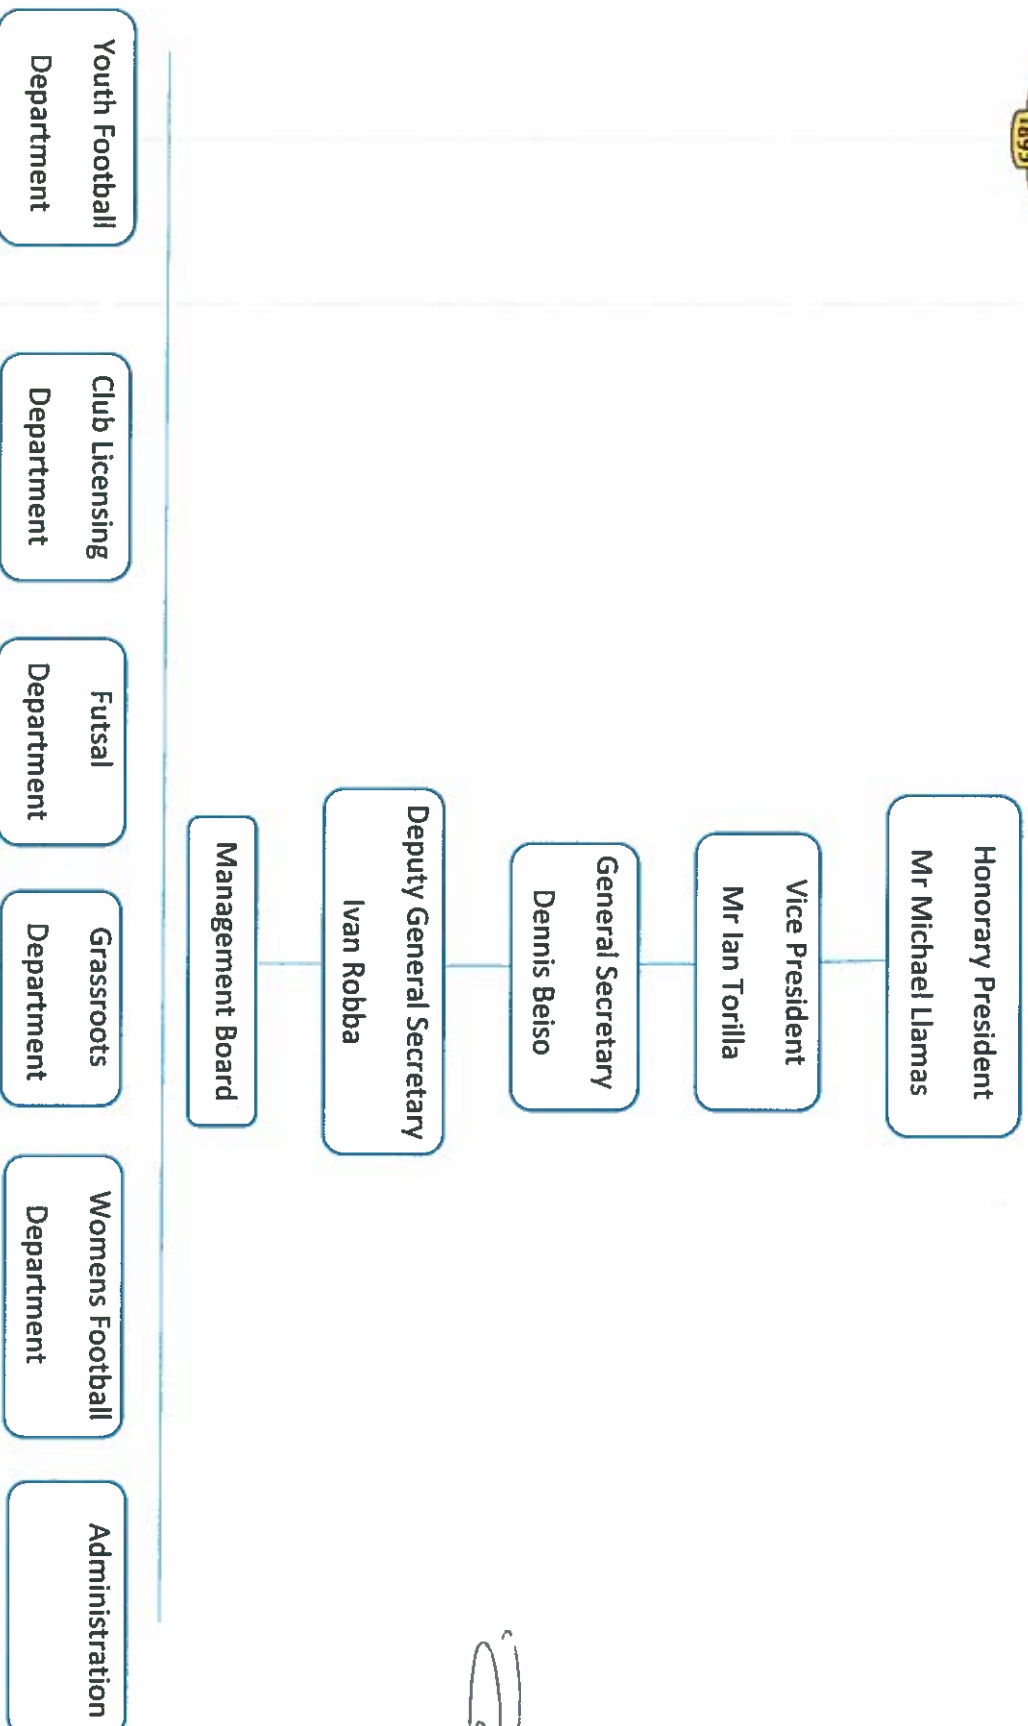 1895
Honorary President
Mr Michael Llamas
Vice President
Mr Ian Torilla
General Secretary
Dennis Beiso
Deputy General Secretary
Ivan Robba
Management Board
Youth Football
Department
Club Licensing
Department
Futsal
Department
Grassroots
Department
Womens Football
Department
Administration